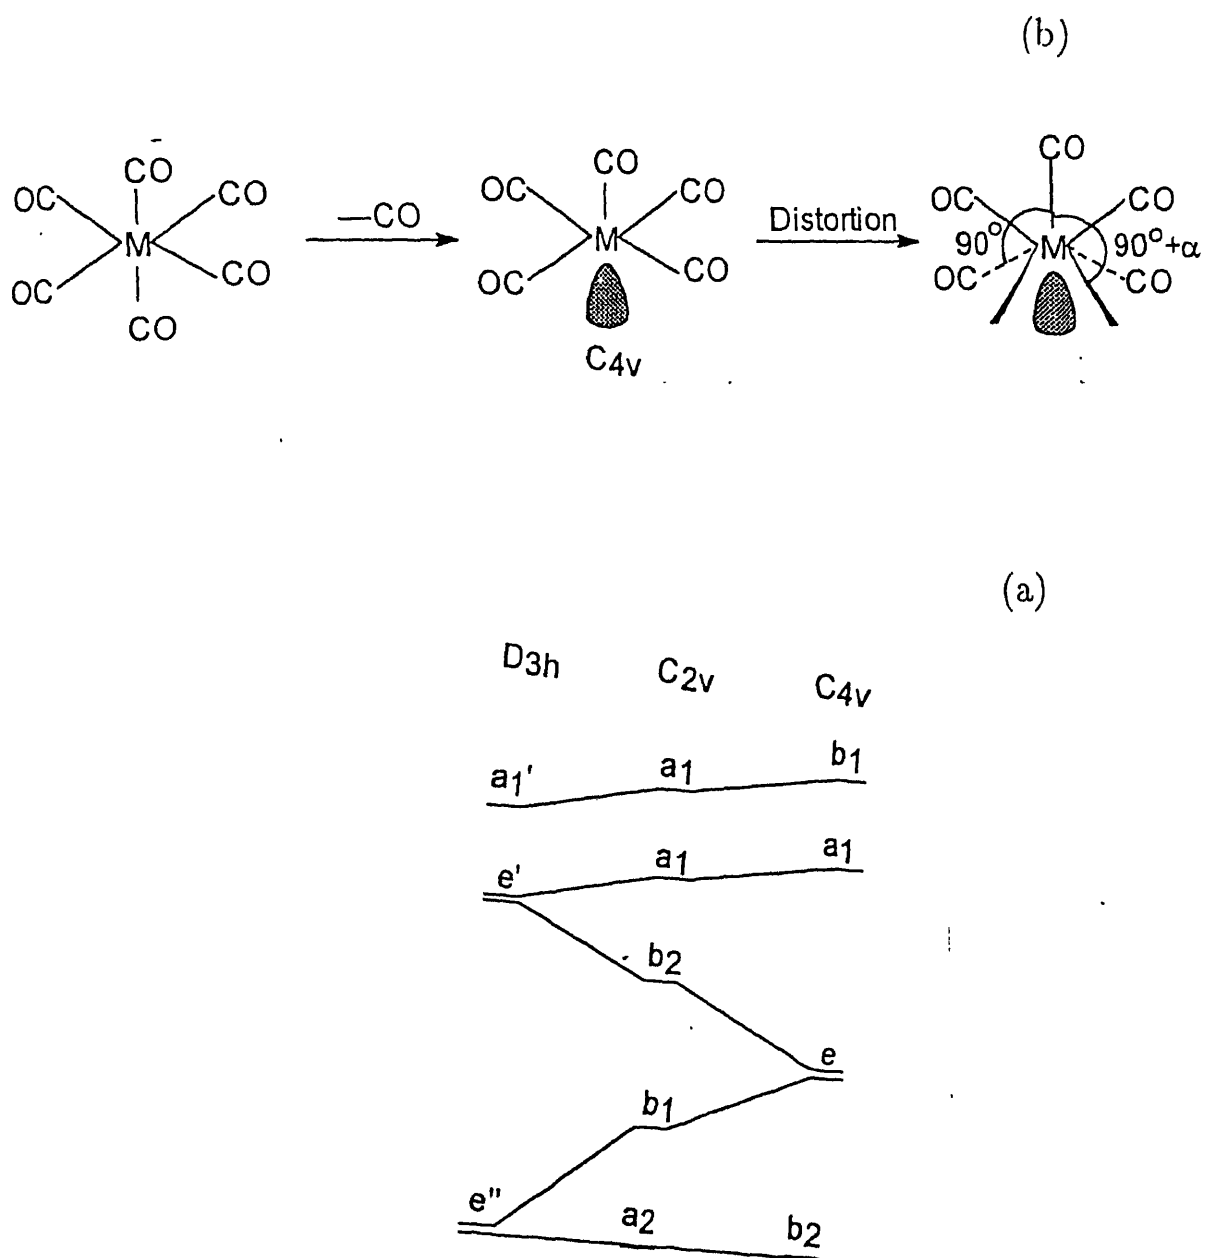 (b)
CO CO CO
OC CO OC CO OC CO
—CO Distortion
M M 90° M 90°+α
OC CO OC CO CO CO
CO
C4v
(a)
D3h C2v C4v
a1' a1 b1
e' a1 a1
b2
e
b1
e" a2 b2